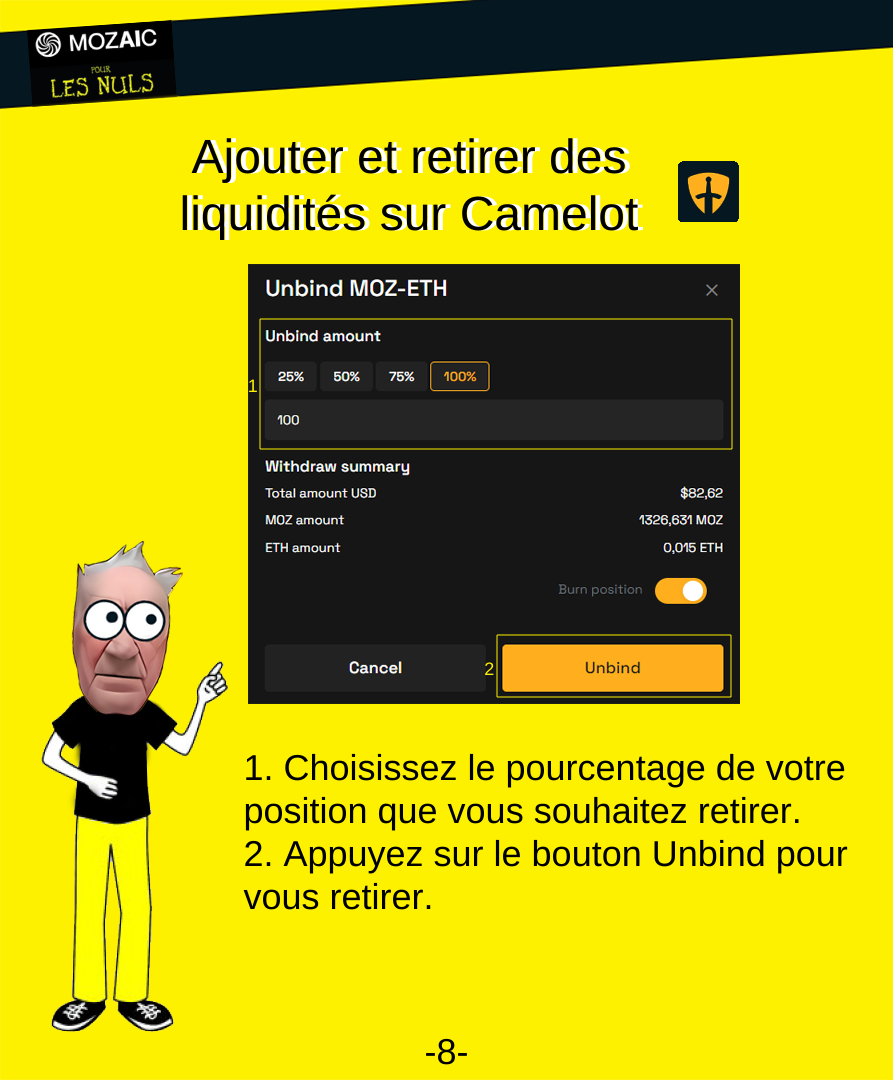 MOZAIC
POUR
LES NULS
Ajouter et retirer des
liquidités sur Camelot
Unbind MOZ-ETH
Unbind amount
1
25% 50% 75% 100%
100
Withdraw summary
Total amount USD $82,62
MOZ amount 1326,631 MOZ
ETH amount 0,015 ETH
Burn position
Cancel 2 Unbind
1. Choisissez le pourcentage de votre
position que vous souhaitez retirer.
2. Appuyez sur le bouton Unbind pour
vous retirer.
-8-